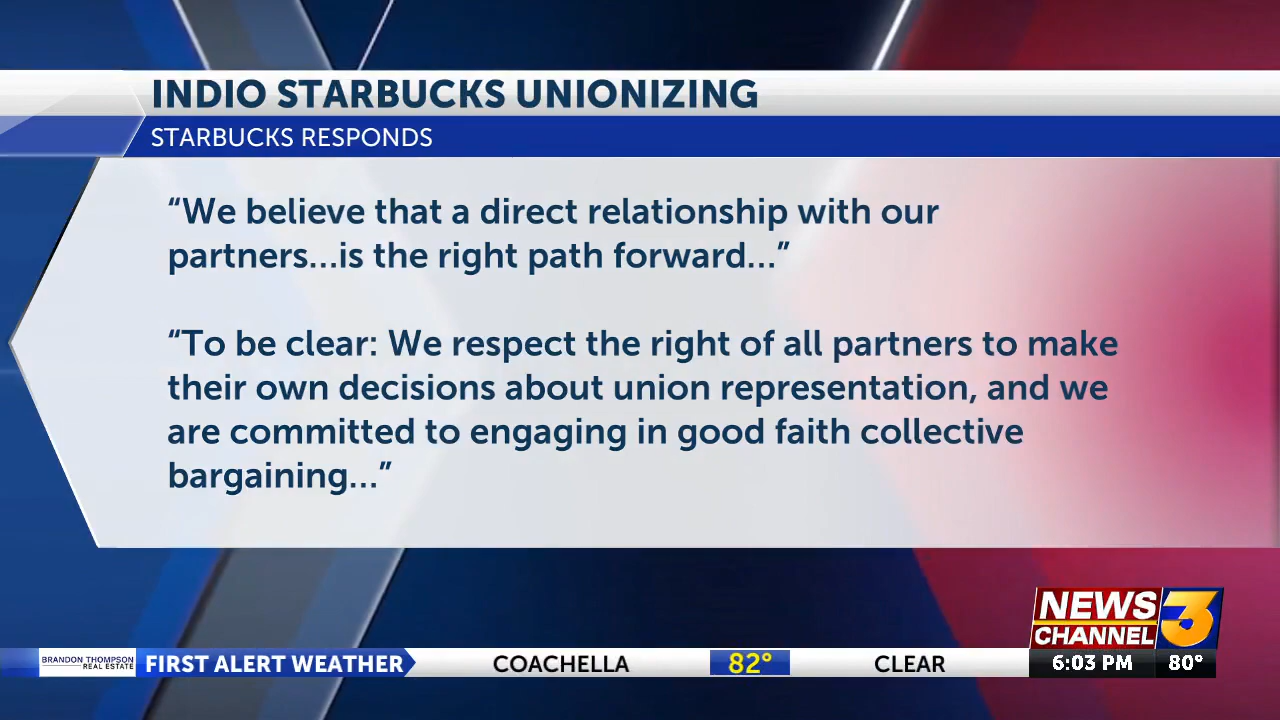 INDIO STARBUCKS UNIONIZING
STARBUCKS RESPONDS
“We believe that a direct relationship with our
partners...is the right path forward...”
“To be clear: We respect the right of all partners to make
their own decisions about union representation, and we
are committed to engaging in good faith collective
bargaining...”
NEWS
CHANNEL 3
BRANDON THOMPSON
REAL ESTATE
FIRST ALERT WEATHER
COACHELLA 82° CLEAR
6:03 PM 80°